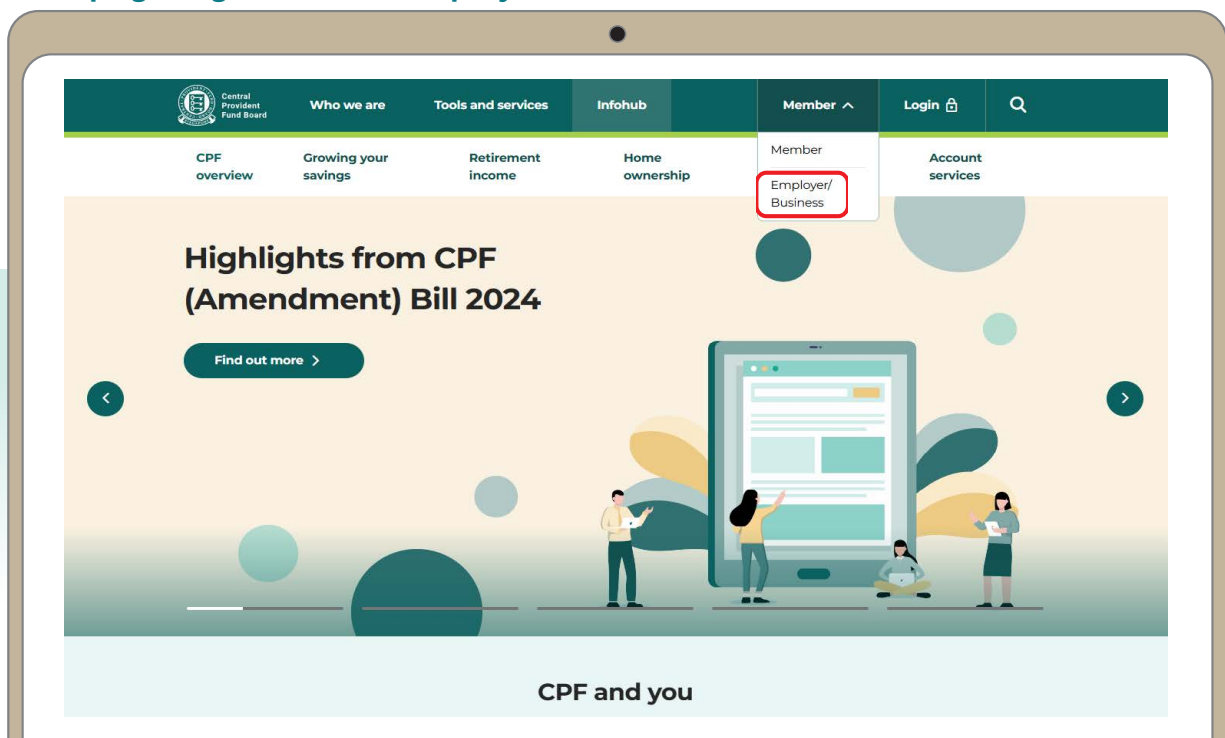 Central
Provident
Fund Board
Who we are
Tools and services
Infohub
Member
Login
CPF
overview
Growing your
savings
Retirement
income
Home
ownership
Member
Employer/
Business
Account
services
Highlights from CPF
(Amendment) Bill 2024
Find out more
CPF and you